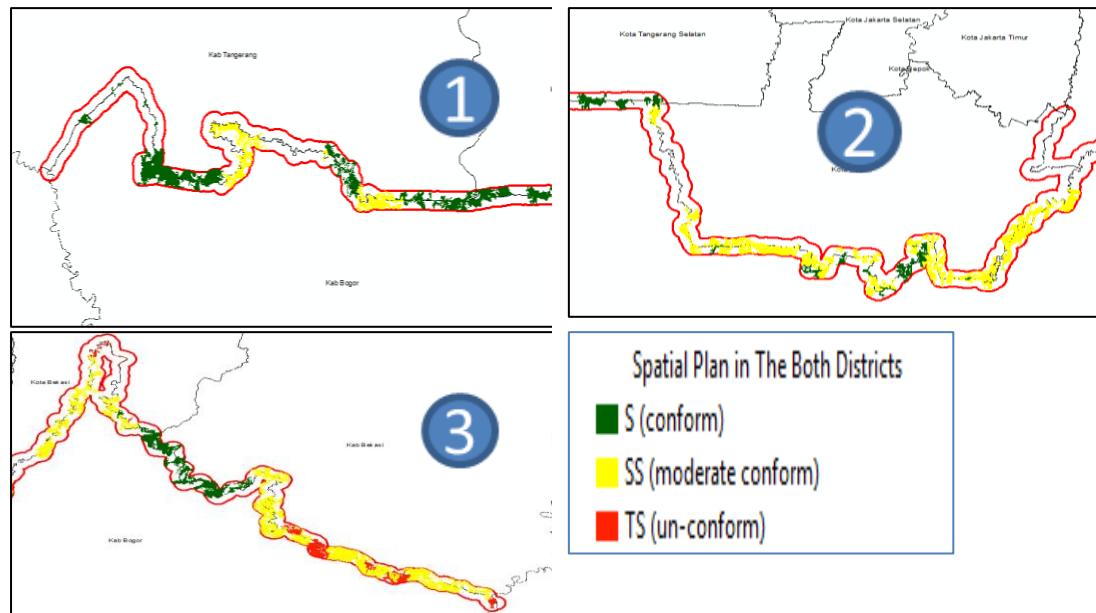 Kab Tangerang
1
Kab Bogor
Kota Tangerang Selatan
Kota Jakarta Selatan
Kota Jakarta Timur
2
Kota Bekasi
3
Kab Bekasi
Kab Bogor
Spatial Plan in The Both Districts
S (conform)
SS (moderate conform)
TS (un-conform)